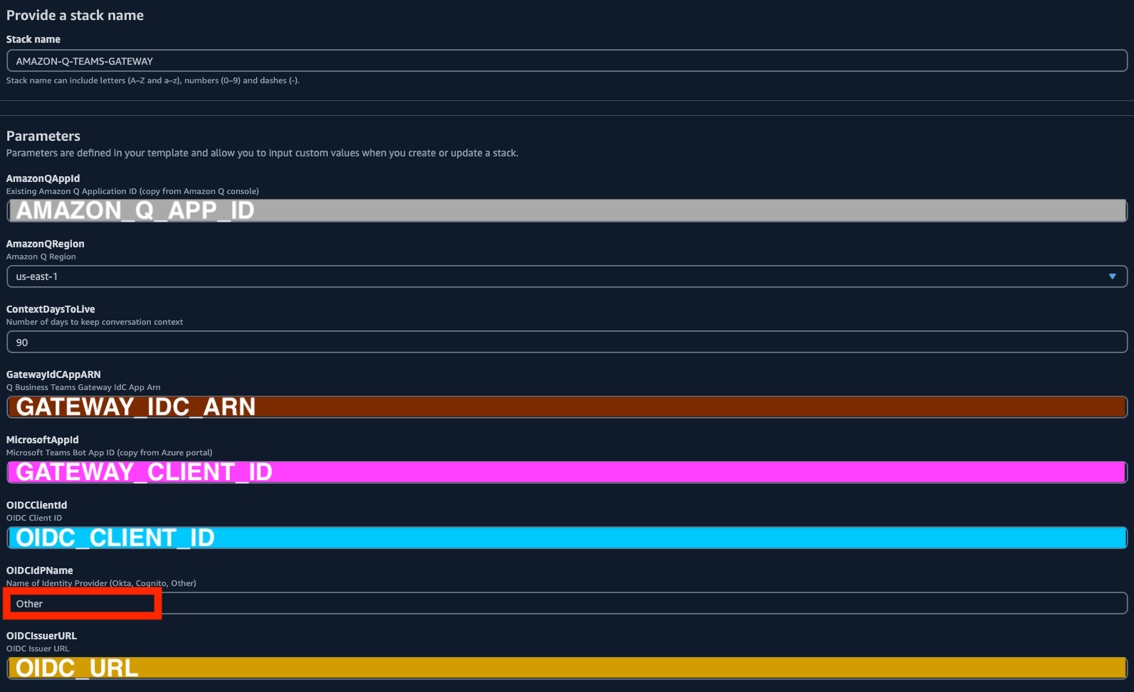 Provide a stack name
Stack name
AMAZON-Q-TEAMS-GATEWAY
Stack name can include letters (A-Z and a-z), numbers (0-9) and dashes (-).
Parameters
Parameters are defined in your template and allow you to input custom values when you create or update a stack.
AmazonQAppId
Existing Amazon Q Application ID (copy from Amazon Q console)
AMAZON_Q_APP_ID
AmazonQRegion
Amazon Q Region
us-east-1
ContextDaysToLive
Number of days to keep conversation context
90
GatewayIdCAppARN
Q Business Teams Gateway IdC App Arn
GATEWAY_IDC_ARN
MicrosoftAppId
Microsoft Teams Bot App ID (copy from Azure portal)
GATEWAY_CLIENT_ID
OIDCClientId
OIDC Client ID
OIDC_CLIENT_ID
OIDCIdPName
Name of Identity Provider (Okta, Cognito, Other)
Other
OIDCIssuerURL
OIDC Issuer URL
OIDC_URL